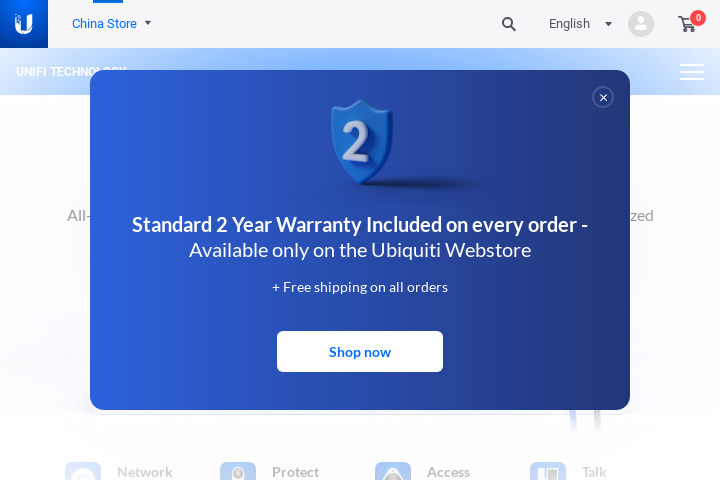 China Store
English
0
UNIFI TECHNOLOGY
2
All-
zed
Standard 2 Year Warranty Included on every order -
Available only on the Ubiquiti Webstore
+ Free shipping on all orders
Shop now
Network
Protect
Access
Talk